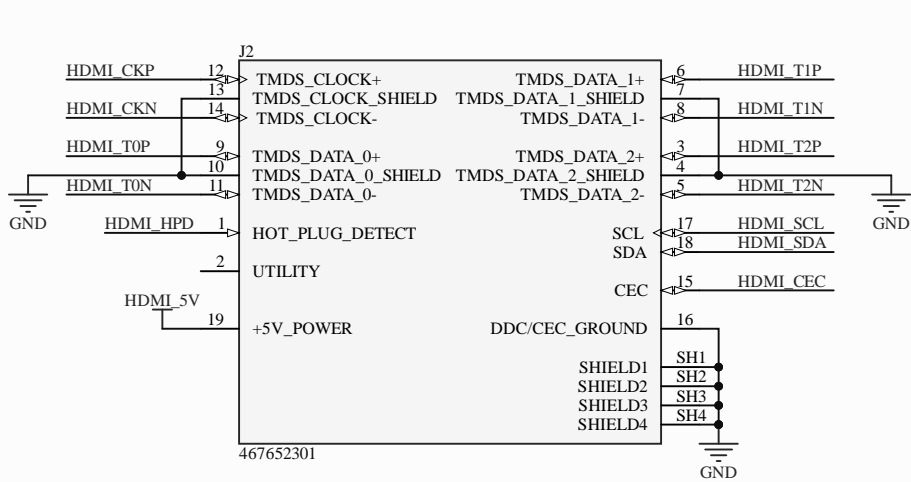 J2
HDMI_CKP 12 TMDS_CLOCK+ TMDS_DATA_1+ 6 HDMI_T1P
13 TMDS_CLOCK_SHIELD TMDS_DATA_1_SHIELD 7
HDMI_CKN 14 TMDS_CLOCK- TMDS_DATA_1- 8 HDMI_T1N
HDMI_T0P 9 TMDS_DATA_0+ TMDS_DATA_2+ 3 HDMI_T2P
10 TMDS_DATA_0_SHIELD TMDS_DATA_2_SHIELD 4
HDMI_T0N 11 TMDS_DATA_0- TMDS_DATA_2- 5 HDMI_T2N
GND GND
HDMI_HPD 1 HOT_PLUG_DETECT SCL 17 HDMI_SCL
SDA 18 HDMI_SDA
2 UTILITY
CEC 15 HDMI_CEC
HDMI_5V
19 +5V_POWER DDC/CEC_GROUND 16
SHIELD1 SH1
SHIELD2 SH2
SHIELD3 SH3
SHIELD4 SH4
467652301
GND